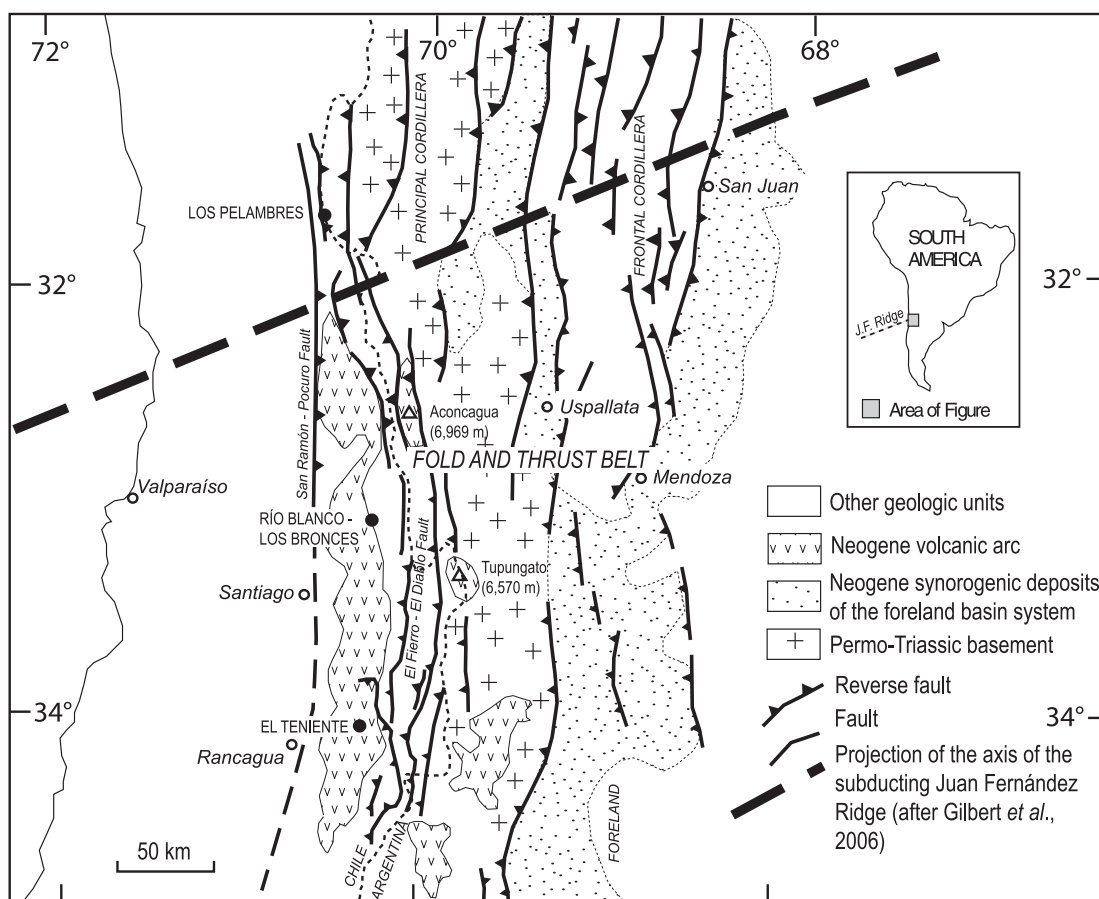 72°
70°
68°
PRINCIPAL CORDILLERA
FRONTAL CORDILLERA
San Juan
LOS PELAMBRES
SOUTH
AMERICA
J.F. Ridge
Area of Figure
32°
32°
San Ramón - Pocuro Fault
Aconcagua
(6,969 m)
Uspallata
FOLD AND THRUST BELT
Mendoza
Valparaíso
RÍO BLANCO -
LOS BRONCES
El Fierro - El Diablo Fault
Tupungato
(6,570 m)
Santiago
EL TENIENTE
Rancagua
34°
34°
FORELAND
CHILE
ARGENTINA
50 km
Other geologic units
Neogene volcanic arc
Neogene synorogenic deposits
of the foreland basin system
Permo-Triassic basement
Reverse fault
Fault
Projection of the axis of the
subducting Juan Fernández
Ridge (after Gilbert et al.,
2006)